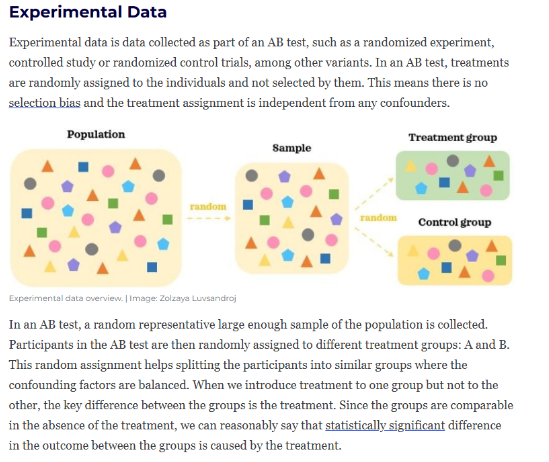 Experimental Data
Experimental data is data collected as part of an AB test, such as a randomized experiment,
controlled study or randomized control trials, among other variants. In an AB test, treatments
are randomly assigned to the individuals and not selected by them. This means there is no
selection bias and the treatment assignment is independent from any confounders.
Population
Sample
Treatment group
random
random
Control group
Experimental data overview. | Image: Zolzaya Luvsandroj
In an AB test, a random representative large enough sample of the population is collected.
Participants in the AB test are then randomly assigned to different treatment groups: A and B.
This random assignment helps splitting the participants into similar groups where the
confounding factors are balanced. When we introduce treatment to one group but not to the
other, the key difference between the groups is the treatment. Since the groups are comparable
in the absence of the treatment, we can reasonably say that statistically significant difference
in the outcome between the groups is caused by the treatment.